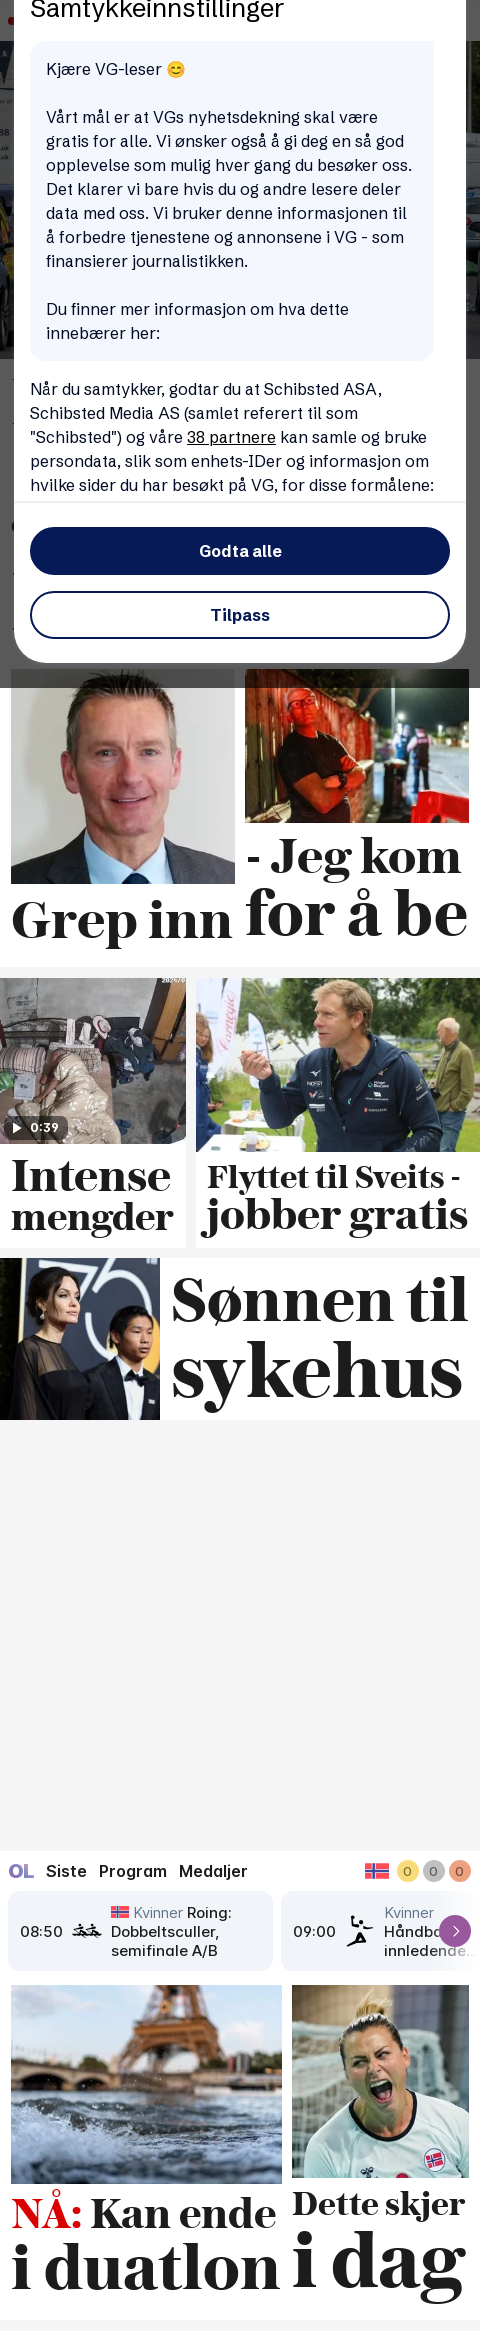 Samtykkeinnstillinger
Kjære VG-leser 😊
Vårt mål er at VGs nyhetsdekning skal være
gratis for alle. Vi ønsker også å gi deg en så god
opplevelse som mulig hver gang du besøker oss.
Det klarer vi bare hvis du og andre lesere deler
data med oss. Vi bruker denne informasjonen til
å forbedre tjenestene og annonsene i VG - som
finansierer journalistikken.
Du finner mer informasjon om hva dette
innebærer her:
Når du samtykker, godtar du at Schibsted ASA,
Schibsted Media AS (samlet referert til som
"Schibsted") og våre 38 partnere kan samle og bruke
persondata, slik som enhets-IDer og informasjon om
hvilke sider du har besøkt på VG, for disse formålene:
Godta alle
Tilpass
Grep inn
- Jeg kom
for å be
0:39
Intense
mengder
Flyttet til Sveits -
jobber gratis
75
Sønnen til
sykehus
OL Siste Program Medaljer 0 0 0
08:50 Kvinner Roing:
Dobbeltsculler,
semifinale A/B
09:00 Kvinner
innledende...
NÅ: Kan ende
i duatlon
Dette skjer
i dag